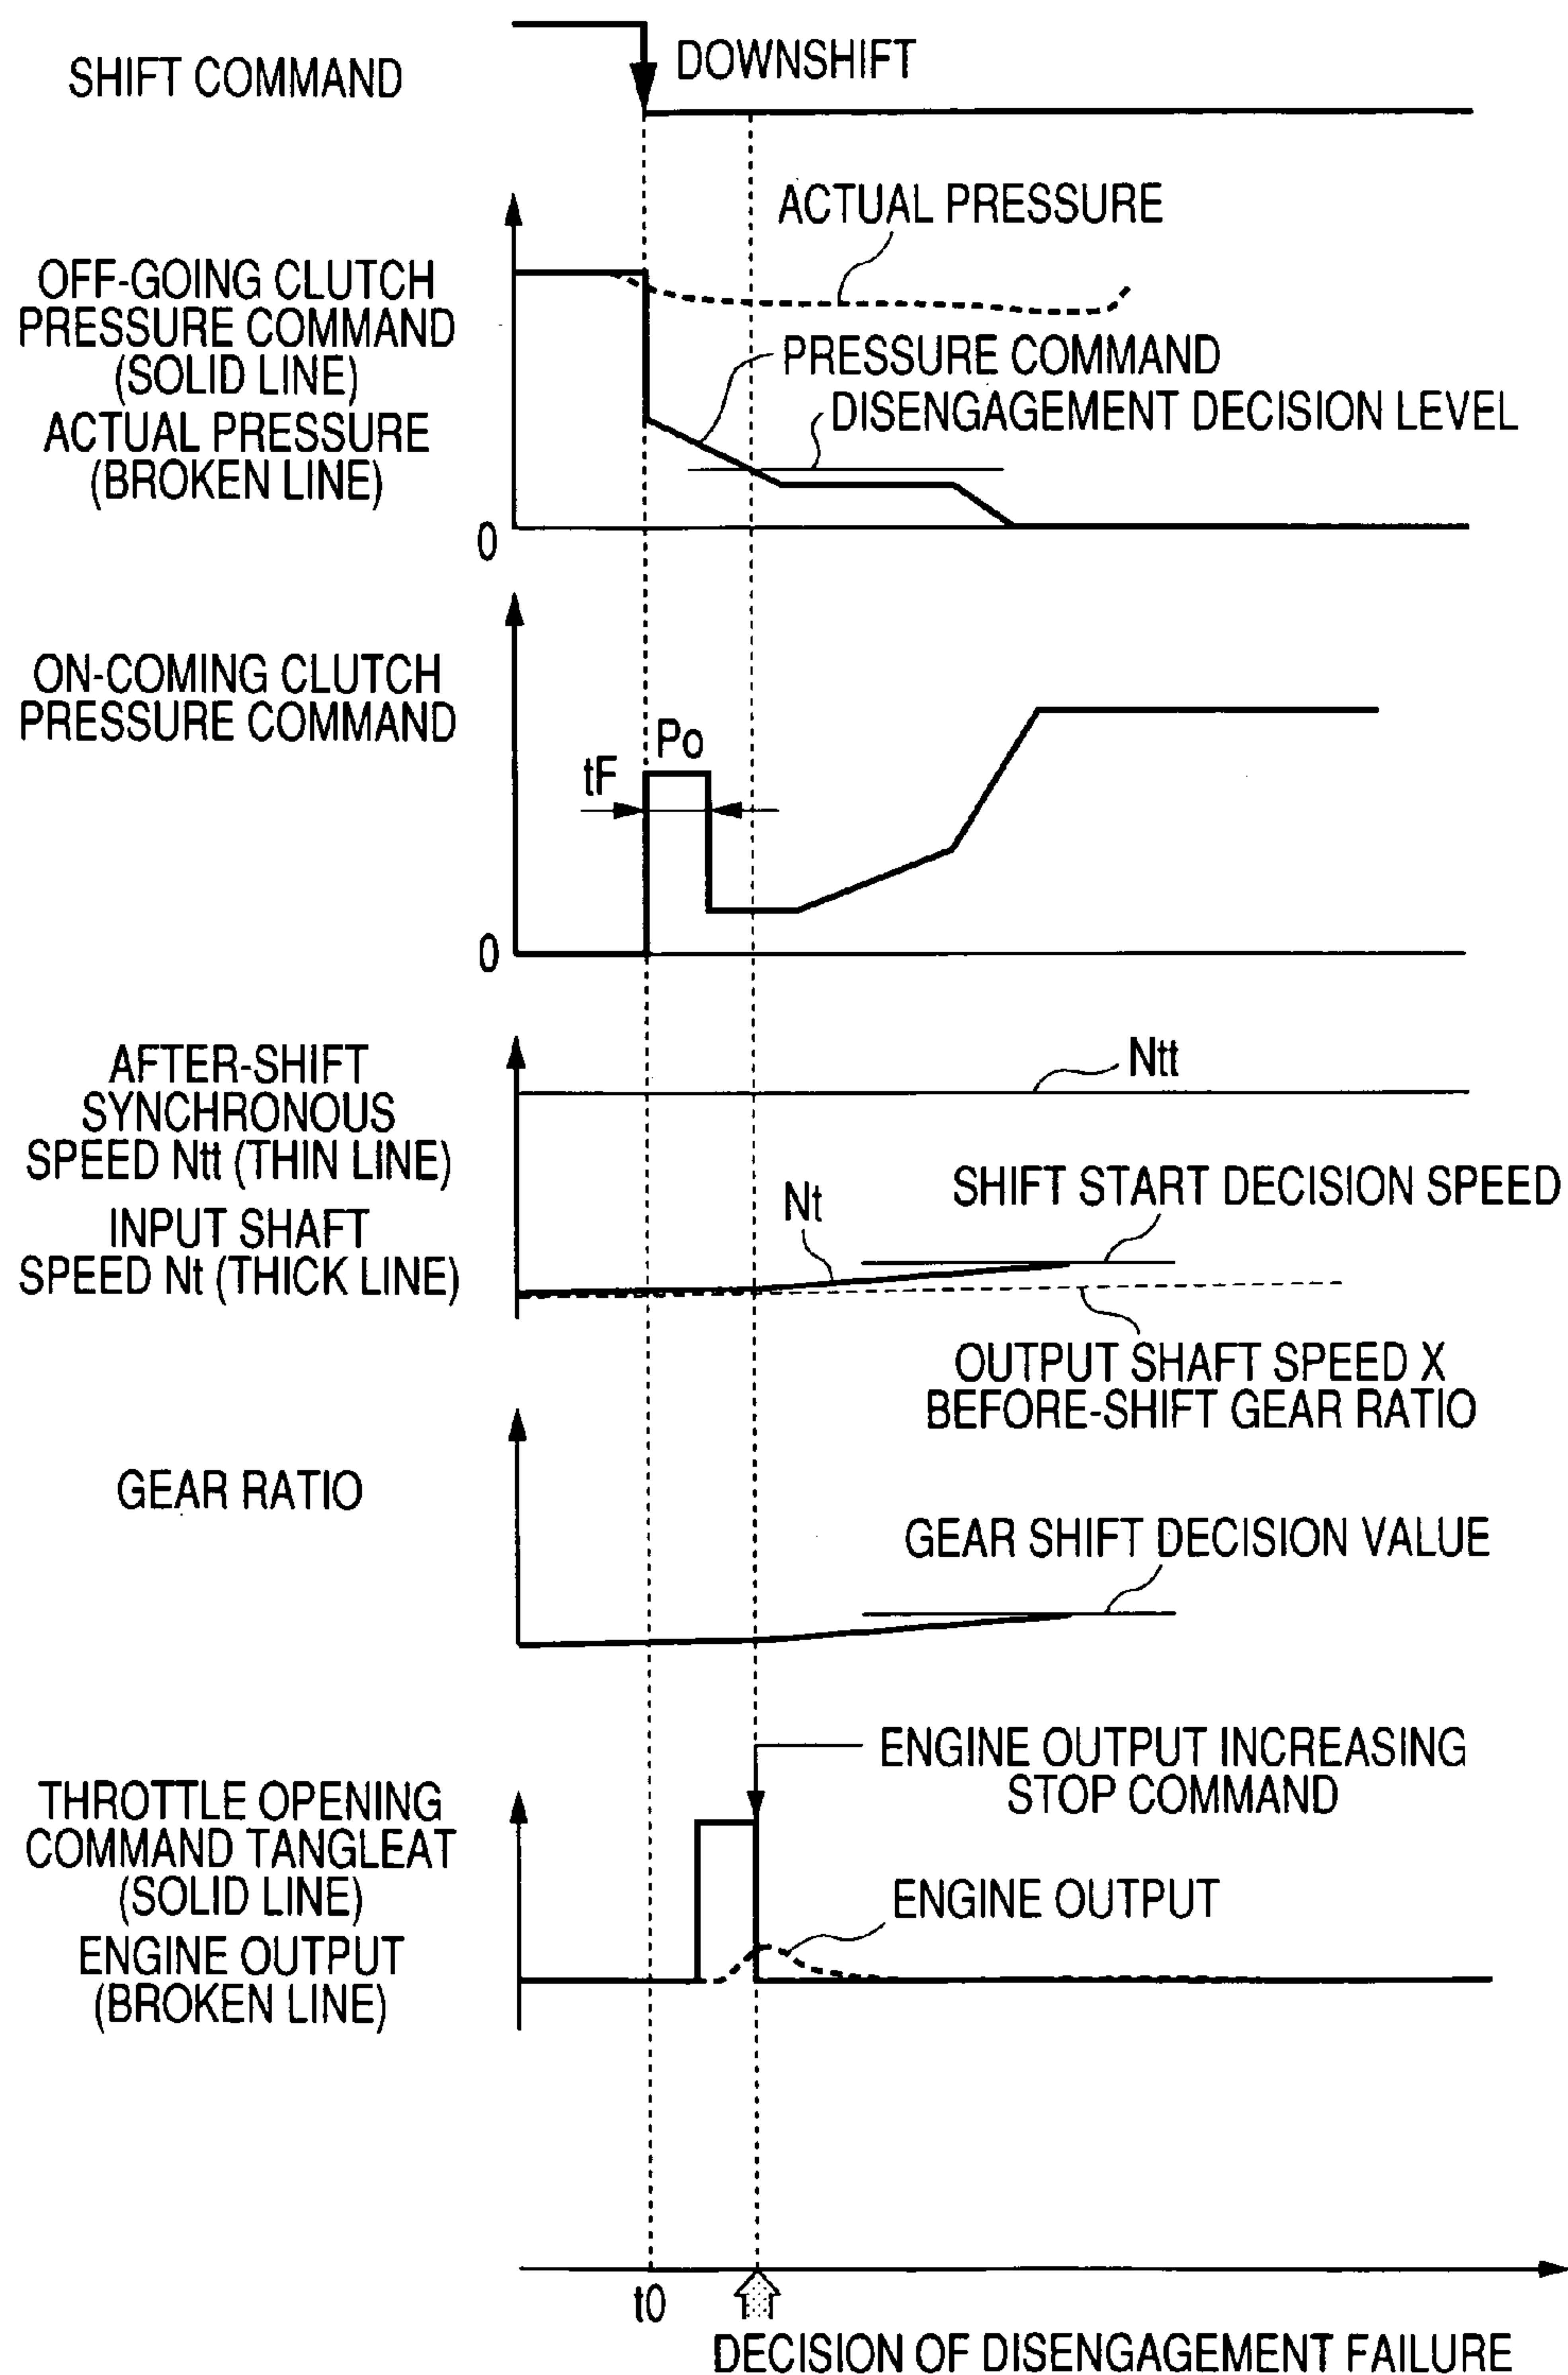 SHIFT COMMAND
DOWNSHIFT
ACTUAL PRESSURE
OFF-GOING CLUTCH
PRESSURE COMMAND
(SOLID LINE)
ACTUAL PRESSURE
(BROKEN LINE)
PRESSURE COMMAND
DISENGAGEMENT DECISION LEVEL
0
ON-COMING CLUTCH
PRESSURE COMMAND
Po
tF
0
AFTER-SHIFT
SYNCHRONOUS
SPEED Ntt (THIN LINE)
INPUT SHAFT
SPEED Nt (THICK LINE)
Ntt
SHIFT START DECISION SPEED
Nt
OUTPUT SHAFT SPEED X
BEFORE-SHIFT GEAR RATIO
GEAR RATIO
GEAR SHIFT DECISION VALUE
ENGINE OUTPUT INCREASING
STOP COMMAND
THROTTLE OPENING
COMMAND TANGLEAT
(SOLID LINE)
ENGINE OUTPUT
(BROKEN LINE)
ENGINE OUTPUT
t0
DECISION OF DISENGAGEMENT FAILURE